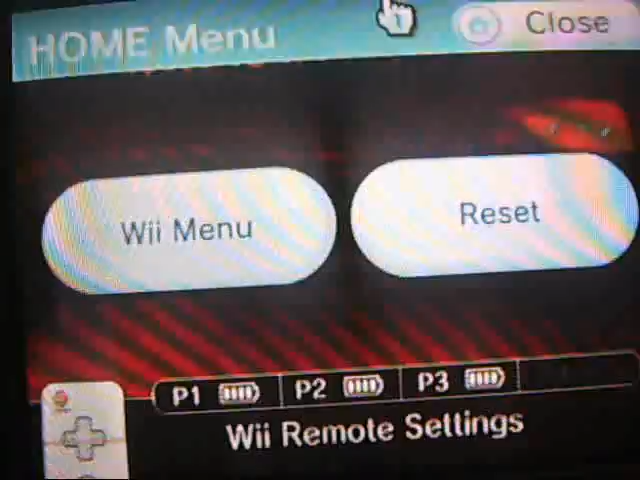 HOME Menu
Close
Wii Menu
Reset
P1 P2 P3
Wii Remote Settings